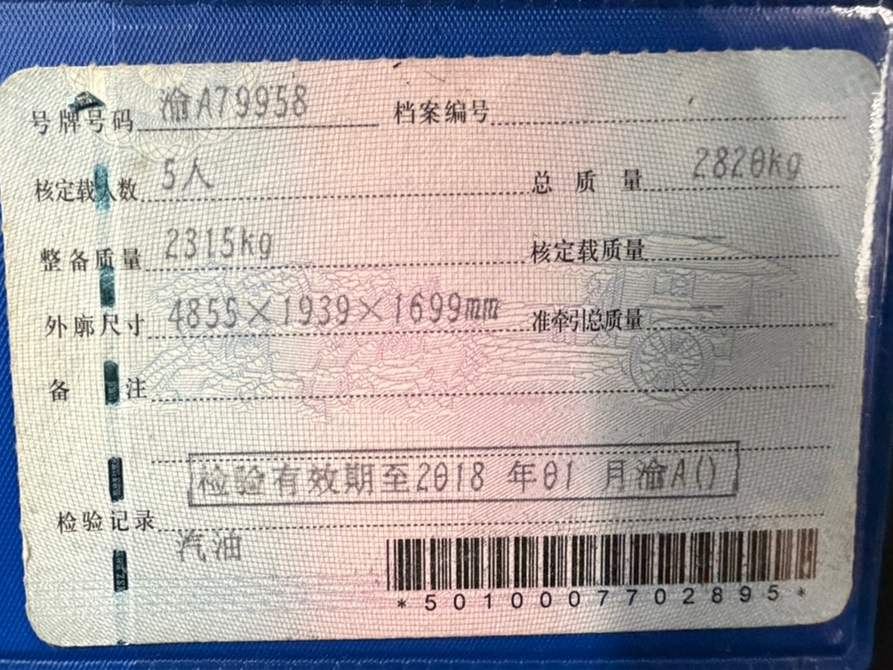 号牌号码 渝A79958 档案编号
核定载人数 5人 总质量 2820kg
整备质量 2315kg 核定载质量
外廓尺寸 4855×1939×1699mm 准牵引总质量
备注
检验有效期至2018 年01 月渝A()
检验记录
汽油
*5010007702895*